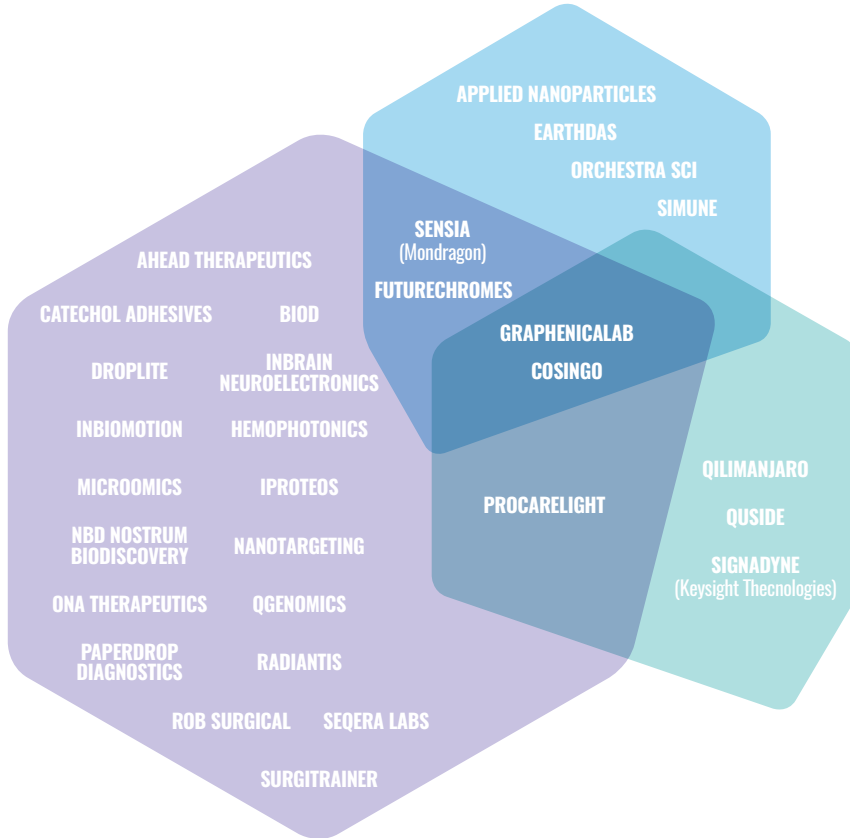 APPLIED NANOPARTICLES
EARTHDAS
ORCHESTRA SCI
SIMUNE
SENSIA
(Mondragon)
FUTURECHROMES
GRAPHENICALAB
COSINGO
AHEAD THERAPEUTICS
CATECHOL ADHESIVES
BIOD
DROPLITE
INBRAIN
NEUROELECTRONICS
INBIOMOTION
HEMOPHOTONICS
MICROOMICS
IPROTEOS
NBD NOSTRUM
BIODISCOVERY
NANOTARGETING
ONA THERAPEUTICS
QGENOMICS
PAPERDROP
DIAGNOSTICS
RADIANTIS
ROB SURGICAL
SEQERA LABS
SURGITRAINER
PROCARELIGHT
QILIMANJARO
QUSIDE
SIGNADYNE
(Keysight Thecnologies)